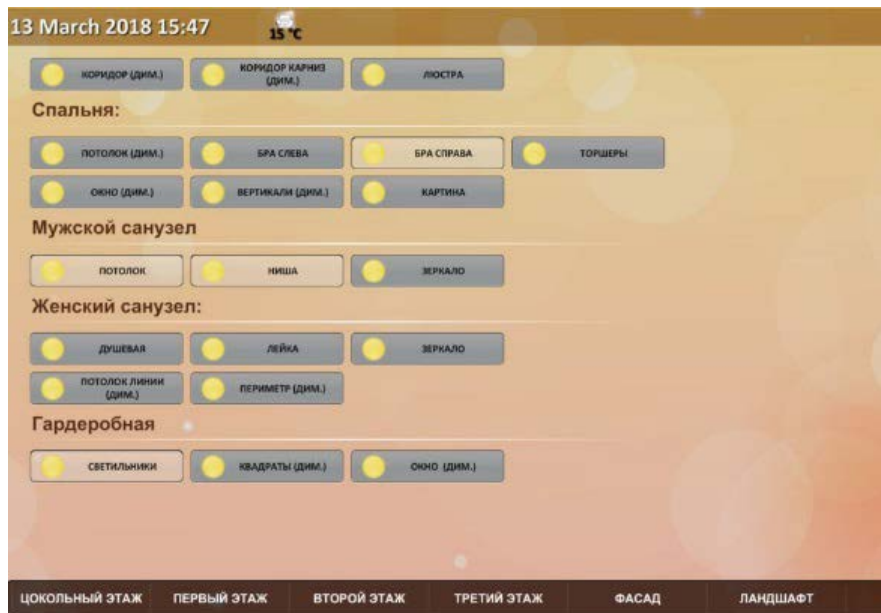 13 March 2018 15:47
15 °C
КОРИДОР (ДИМ.) КОРИДОР КАРНИЗ (ДИМ.) ЛЮСТРА
Спальня:
ПОТОЛОК (ДИМ.) БРА СЛЕВА БРА СПРАВА ТОРШЕРЫ
ОКНО (ДИМ.) ВЕРТИКАЛИ (ДИМ.) КАРТИНА
Мужской санузел
ПОТОЛОК НИША ЗЕРКАЛО
Женский санузел:
ДУШЕВАЯ ЛЕЙКА ЗЕРКАЛО
ПОТОЛОК ЛИНИИ (ДИМ.) ПЕРИМЕТР (ДИМ.)
Гардеробная
СВЕТИЛЬНИКИ КВАДРАТЫ (ДИМ.) ОКНО (ДИМ.)
ЦОКОЛЬНЫЙ ЭТАЖ ПЕРВЫЙ ЭТАЖ ВТОРОЙ ЭТАЖ ТРЕТИЙ ЭТАЖ ФАСАД ЛАНДШАФТ